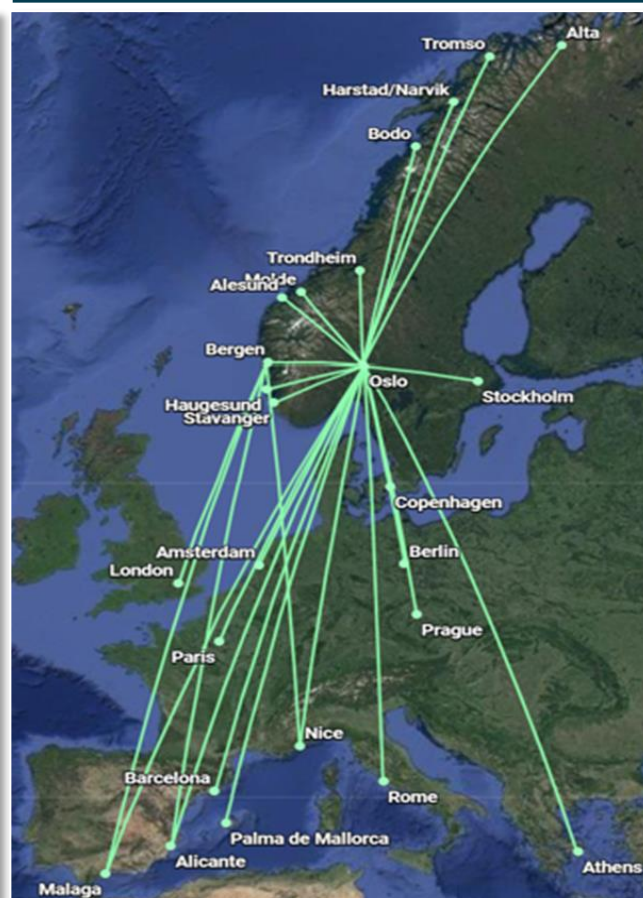 Alta
Tromso
Harstad/Narvik
Bodo
Trondheim
Molde
Alesund
Bergen
Oslo
Stockholm
Haugesund
Stavanger
Copenhagen
Amsterdam
Berlin
London
Prague
Paris
Nice
Barcelona
Rome
Palma de Mallorca
Alicante
Athens
Malaga